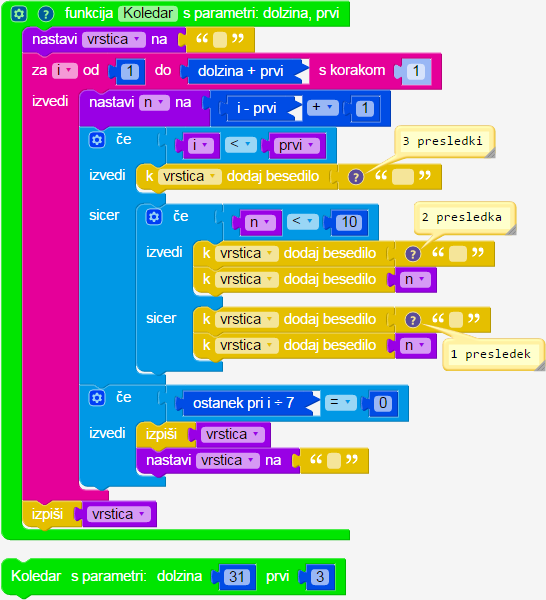 ? funkcija Koledar s parametri: dolzina, prvi
nastavi vrstica na “ ”
za i od 1 do dolzina + prvi s korakom 1
izvedi nastavi n na i - prvi + 1
če i < prvi
3 presledki
izvedi k vrstica dodaj besedilo ? “ ”
sicer če n < 10
2 presledka
izvedi k vrstica dodaj besedilo ? “ ”
k vrstica dodaj besedilo n
sicer k vrstica dodaj besedilo ? “ ”
k vrstica dodaj besedilo n
1 presledek
če ostanek pri i ÷ 7 = 0
izvedi izpiši vrstica
nastavi vrstica na “ ”
izpiši vrstica
Koledar s parametri: dolzina 31 prvi 3